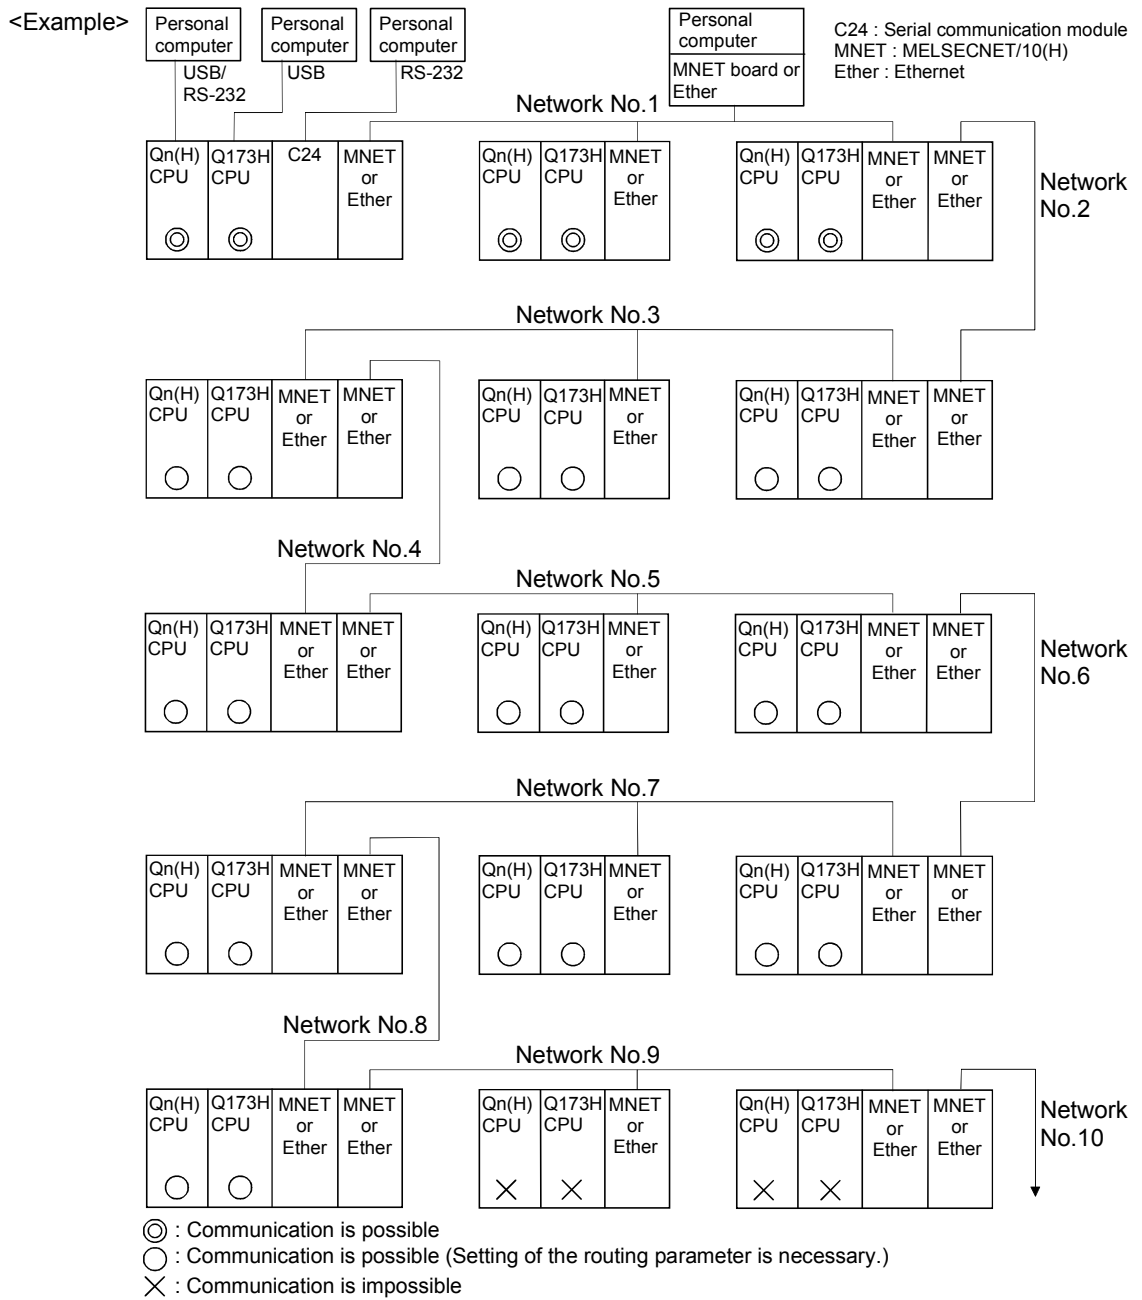 <Example>
Personal
computer
Personal
computer
Personal
computer
Personal
computer
MNET board or
Ether
C24 : Serial communication module
MNET : MELSECNET/10(H)
Ether : Ethernet
USB/
RS-232
USB
RS-232
Network No.1
Qn(H)
CPU
Q173H
CPU
C24
MNET
or
Ether
Qn(H)
CPU
Q173H
CPU
MNET
or
Ether
Qn(H)
CPU
Q173H
CPU
MNET
or
Ether
MNET
or
Ether
Network
No.2
Network No.3
Qn(H)
CPU
Q173H
CPU
MNET
or
Ether
MNET
or
Ether
Qn(H)
CPU
Q173H
CPU
MNET
or
Ether
Qn(H)
CPU
Q173H
CPU
MNET
or
Ether
MNET
or
Ether
Network No.4
Network No.5
Qn(H)
CPU
Q173H
CPU
MNET
or
Ether
MNET
or
Ether
Qn(H)
CPU
Q173H
CPU
MNET
or
Ether
Qn(H)
CPU
Q173H
CPU
MNET
or
Ether
MNET
or
Ether
Network
No.6
Network No.7
Qn(H)
CPU
Q173H
CPU
MNET
or
Ether
MNET
or
Ether
Qn(H)
CPU
Q173H
CPU
MNET
or
Ether
Qn(H)
CPU
Q173H
CPU
MNET
or
Ether
MNET
or
Ether
Network No.8
Network No.9
Qn(H)
CPU
Q173H
CPU
MNET
or
Ether
MNET
or
Ether
Qn(H)
CPU
Q173H
CPU
MNET
or
Ether
Qn(H)
CPU
Q173H
CPU
MNET
or
Ether
MNET
or
Ether
Network
No.10
: Communication is possible
: Communication is possible (Setting of the routing parameter is necessary.)
: Communication is impossible